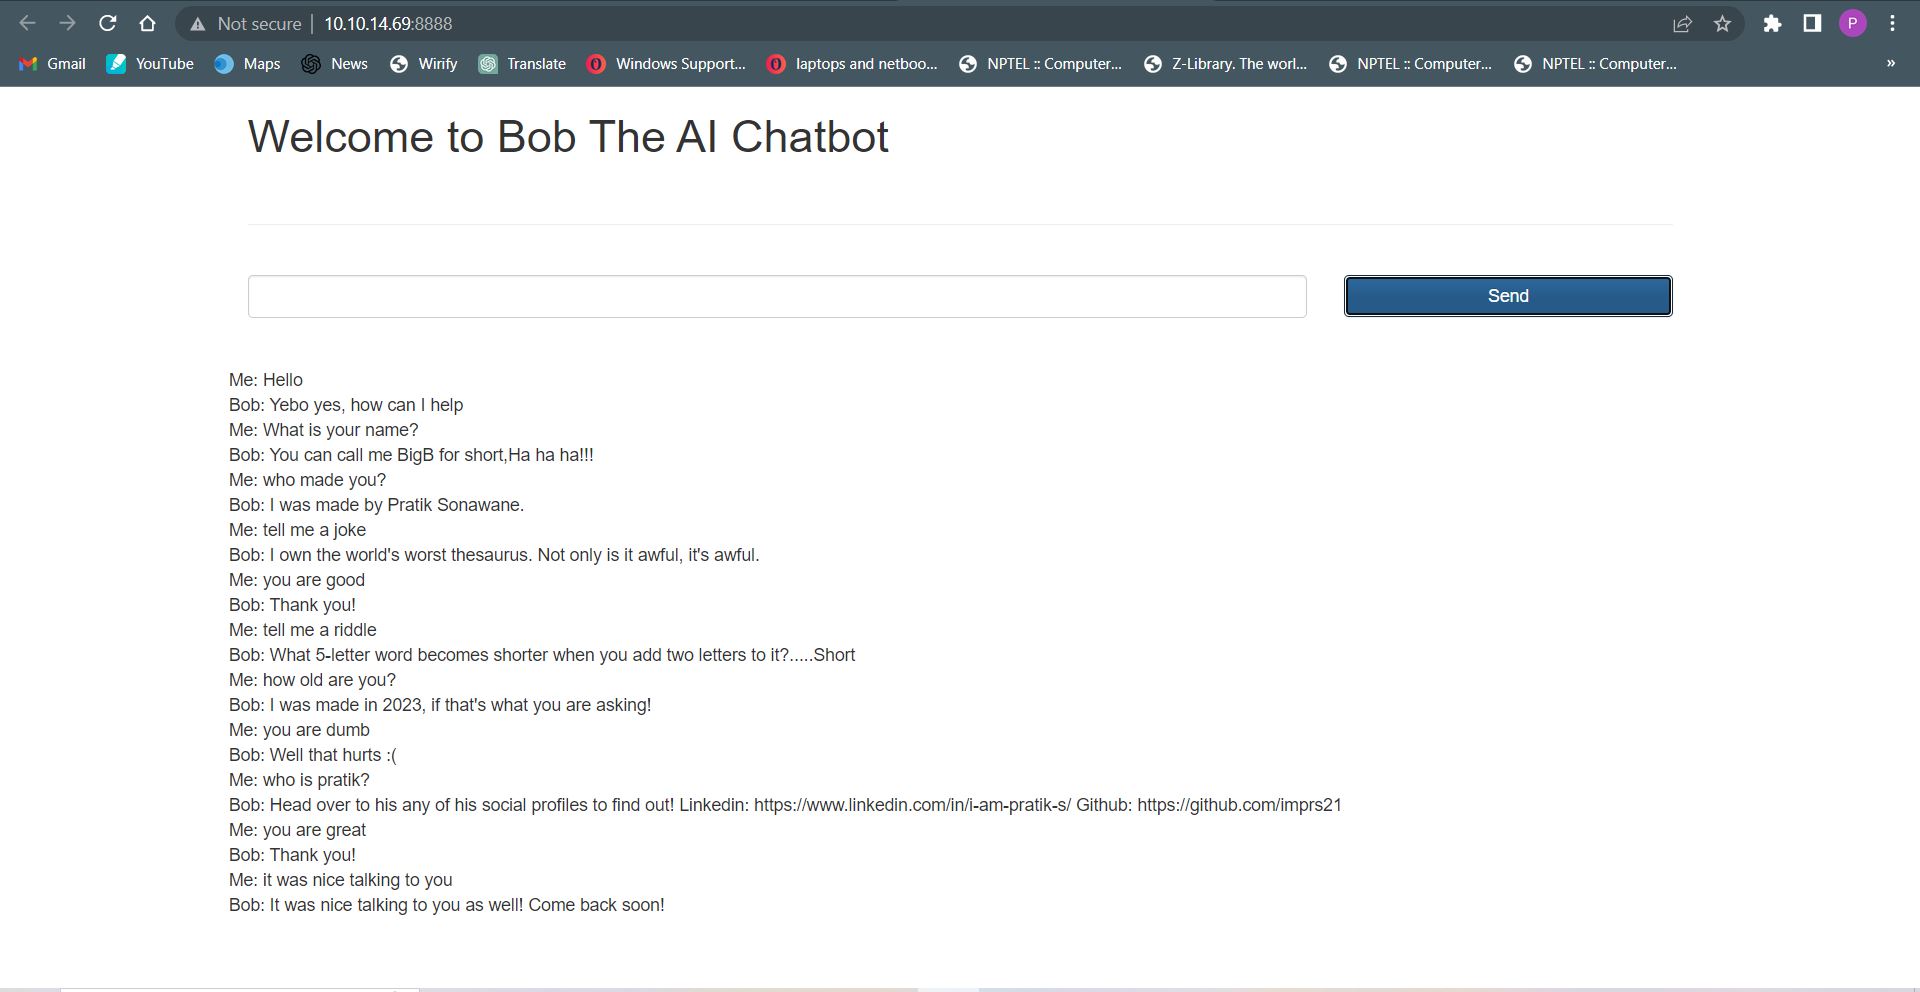 Not secure | 10.10.14.69:8888
P
Gmail YouTube Maps News Wirify Translate Windows Support... laptops and netboo... NPTEL :: Computer... Z-Library. The worl... NPTEL :: Computer... NPTEL :: Computer... »
Welcome to Bob The AI Chatbot
Send
Me: Hello
Bob: Yebo yes, how can I help
Me: What is your name?
Bob: You can call me BigB for short,Ha ha ha!!!
Me: who made you?
Bob: I was made by Pratik Sonawane.
Me: tell me a joke
Bob: I own the world's worst thesaurus. Not only is it awful, it's awful.
Me: you are good
Bob: Thank you!
Me: tell me a riddle
Bob: What 5-letter word becomes shorter when you add two letters to it?.....Short
Me: how old are you?
Bob: I was made in 2023, if that's what you are asking!
Me: you are dumb
Bob: Well that hurts :(
Me: who is pratik?
Bob: Head over to his any of his social profiles to find out! Linkedin: https://www.linkedin.com/in/i-am-pratik-s/ Github: https://github.com/imprs21
Me: you are great
Bob: Thank you!
Me: it was nice talking to you
Bob: It was nice talking to you as well! Come back soon!